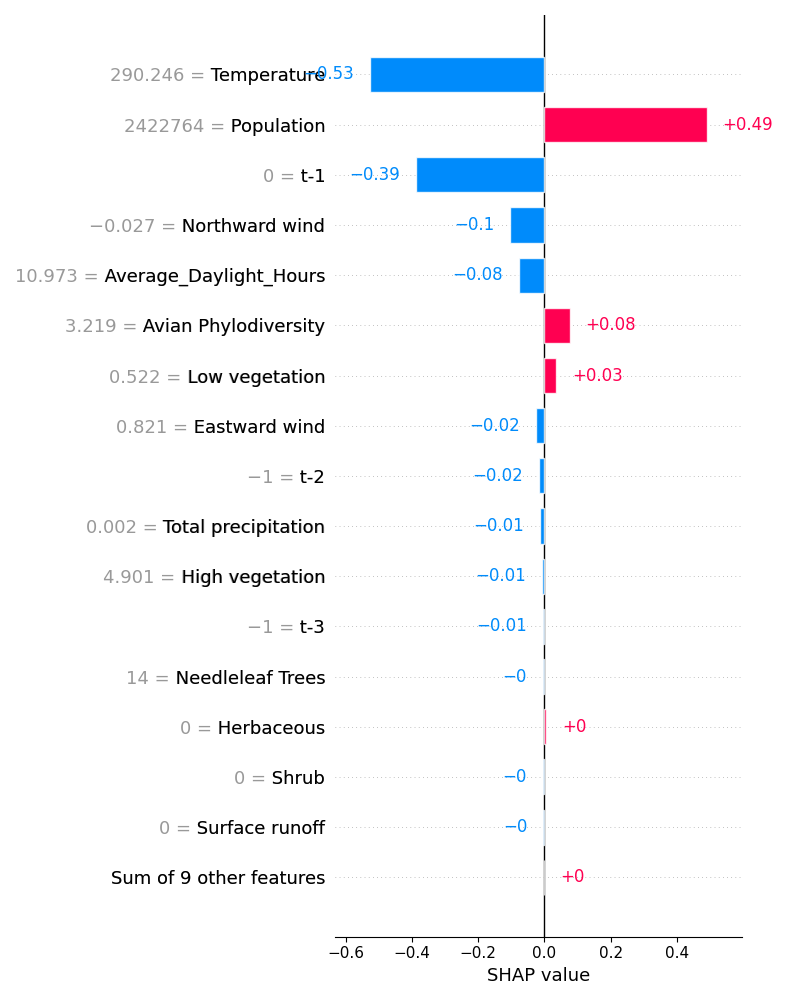 290.246 = Temperature −0.53
2422764 = Population +0.49
0 = t-1 −0.39
−0.027 = Northward wind −0.1
10.973 = Average_Daylight_Hours −0.08
3.219 = Avian Phylodiversity +0.08
0.522 = Low vegetation +0.03
0.821 = Eastward wind −0.02
−1 = t-2 −0.02
0.002 = Total precipitation −0.01
4.901 = High vegetation −0.01
−1 = t-3 −0.01
14 = Needleleaf Trees −0
0 = Herbaceous +0
0 = Shrub −0
0 = Surface runoff −0
Sum of 9 other features +0
−0.6 −0.4 −0.2 0.0 0.2 0.4
SHAP value